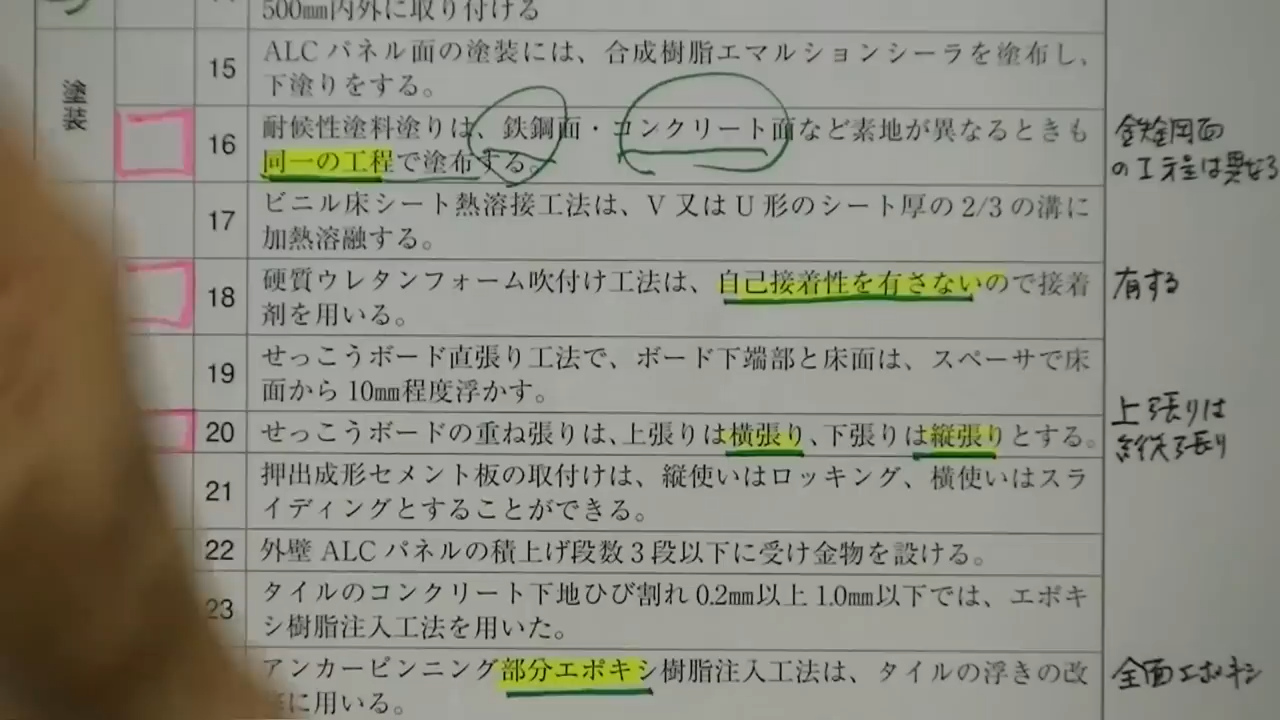 500mm内外に取り付ける
塗装
15
ALCパネル面の塗装には、合成樹脂エマルションシーラを塗布し、
下塗りをする。
16
耐候性塗料塗りは、鉄鋼面・コンクリート面など素地が異なるときも
同一の工程で塗布する。
鉄鋼面
の工程は異なる
17
ビニル床シート熱溶接工法は、V又はU形のシート厚の2/3の溝に
加熱溶融する。
18
硬質ウレタンフォーム吹付け工法は、自己接着性を有さないので接着
剤を用いる。
有する
19
せっこうボード直張り工法で、ボード下端部と床面は、スペーサで床
面から10mm程度浮かす。
20
せっこうボードの重ね張りは、上張りは横張り、下張りは縦張りとする。
上張りは
縦張り
21
押出成形セメント板の取付けは、縦使いはロッキング、横使いはスラ
イディングとすることができる。
22
外壁ALCパネルの積上げ段数3段以下に受け金物を設ける。
23
タイルのコンクリート下地ひび割れ0.2mm以上1.0mm以下では、エポキ
シ樹脂注入工法を用いた。
アンカーピンニング部分エポキシ樹脂注入工法は、タイルの浮きの改
に用いる。
全面エポキシ